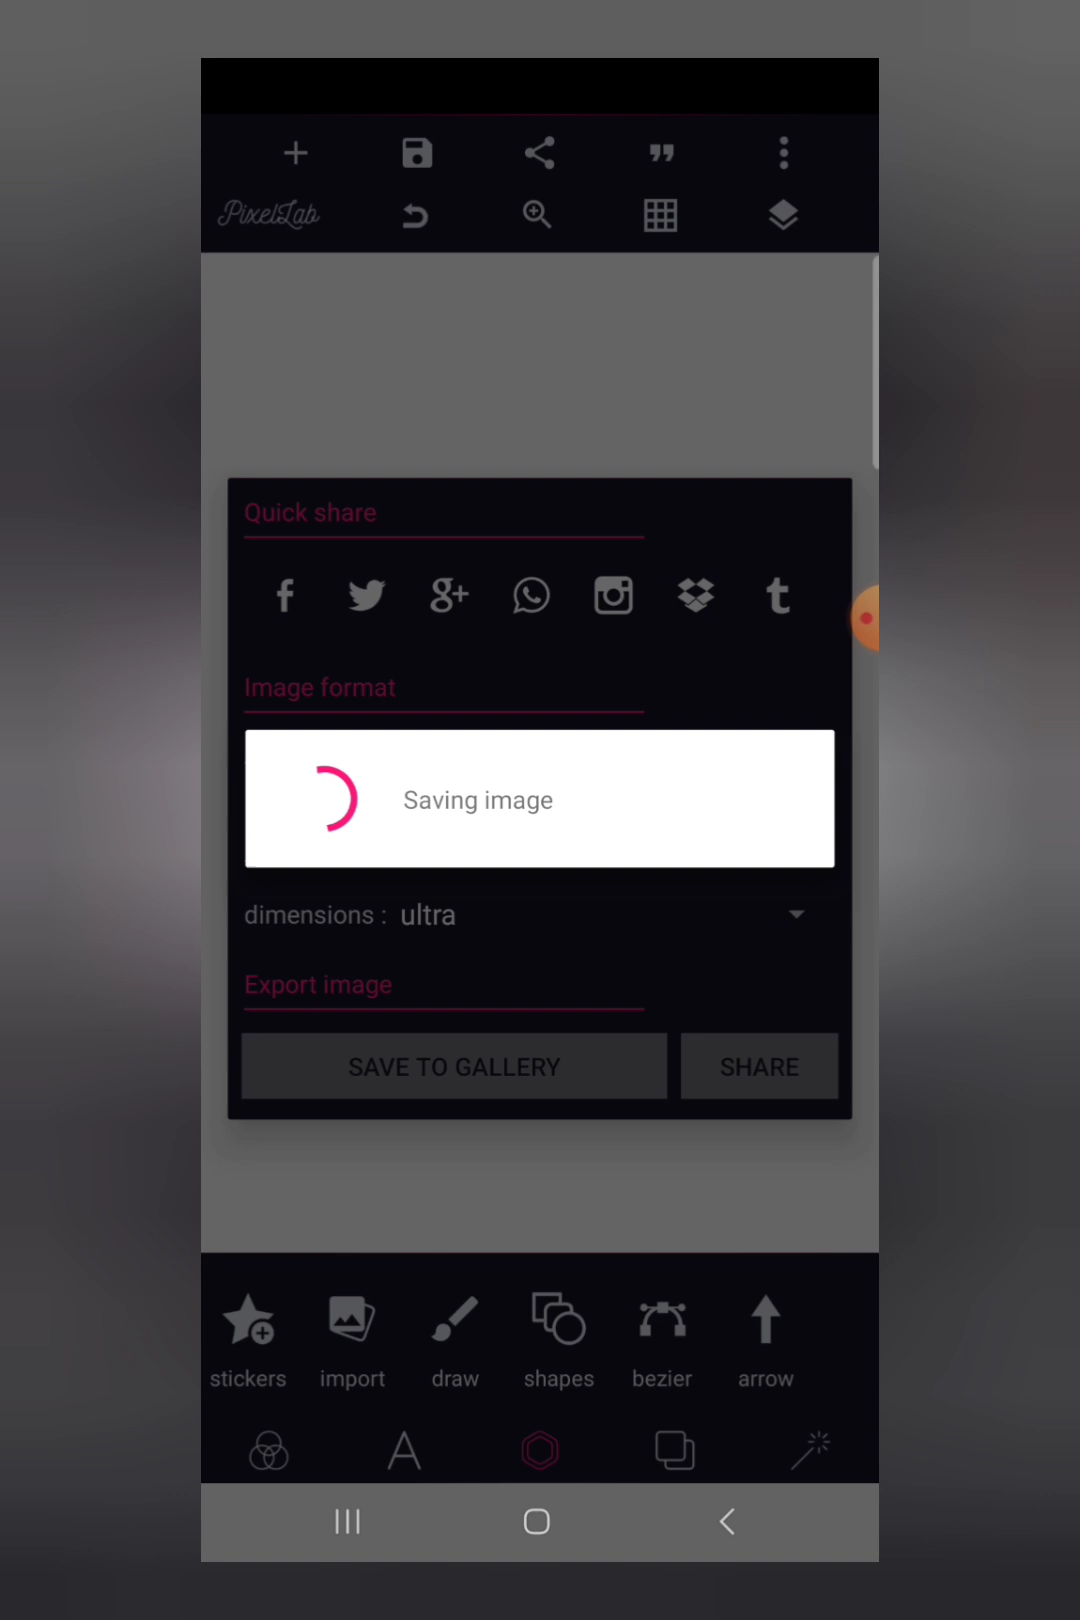 PixelLab
Quick share
Image format
Saving image
dimensions : ultra
Export image
SAVE TO GALLERY SHARE
stickers import draw shapes bezier arrow